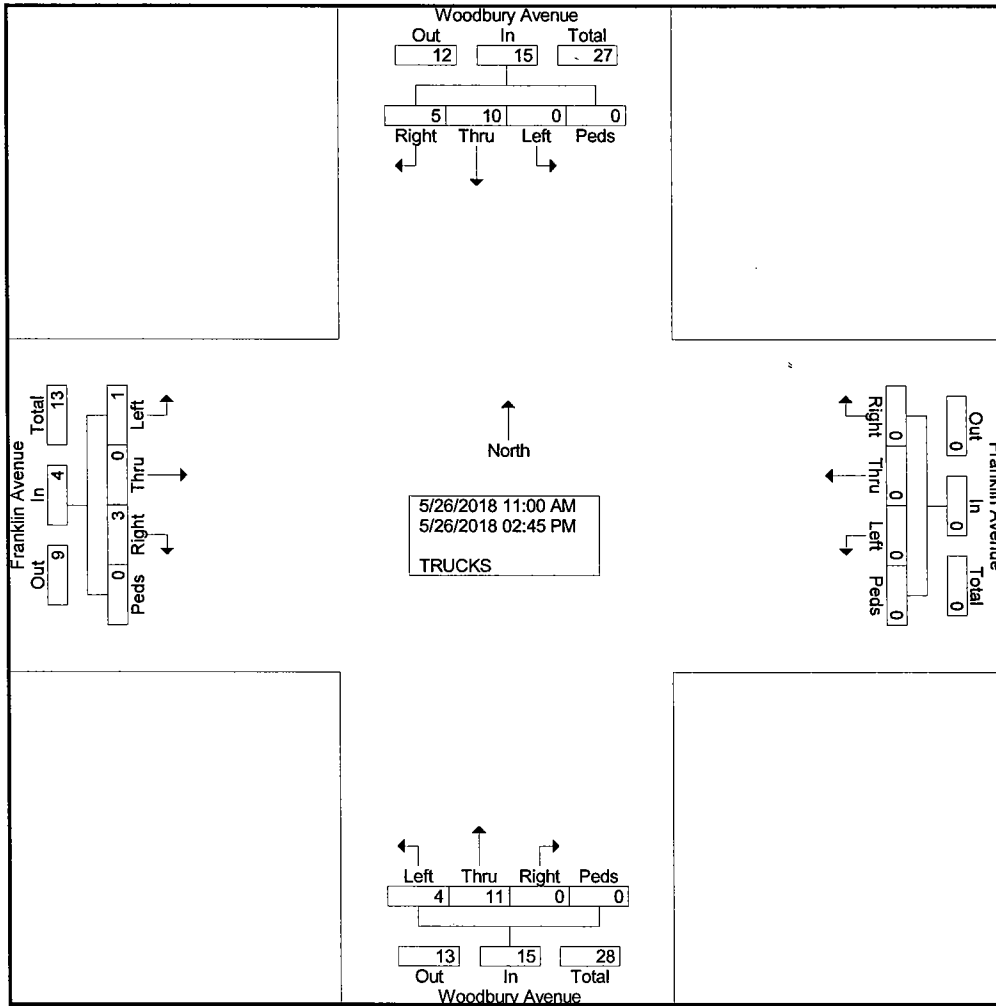 Woodbury Avenue
Out In Total
12 15 27
5 10 0 0
Right Thru Left Peds
Franklin Avenue
Total In Out
13 4 9
1 0 3 0
Left Thru Right Peds
North
5/26/2018 11:00 AM
5/26/2018 02:45 PM
TRUCKS
Right Thru Left Peds
0 0 0 0
Out In Total
0 0 0
Franklin Avenue
Left Thru Right Peds
4 11 0 0
13 15 28
Out In Total
Woodbury Avenue